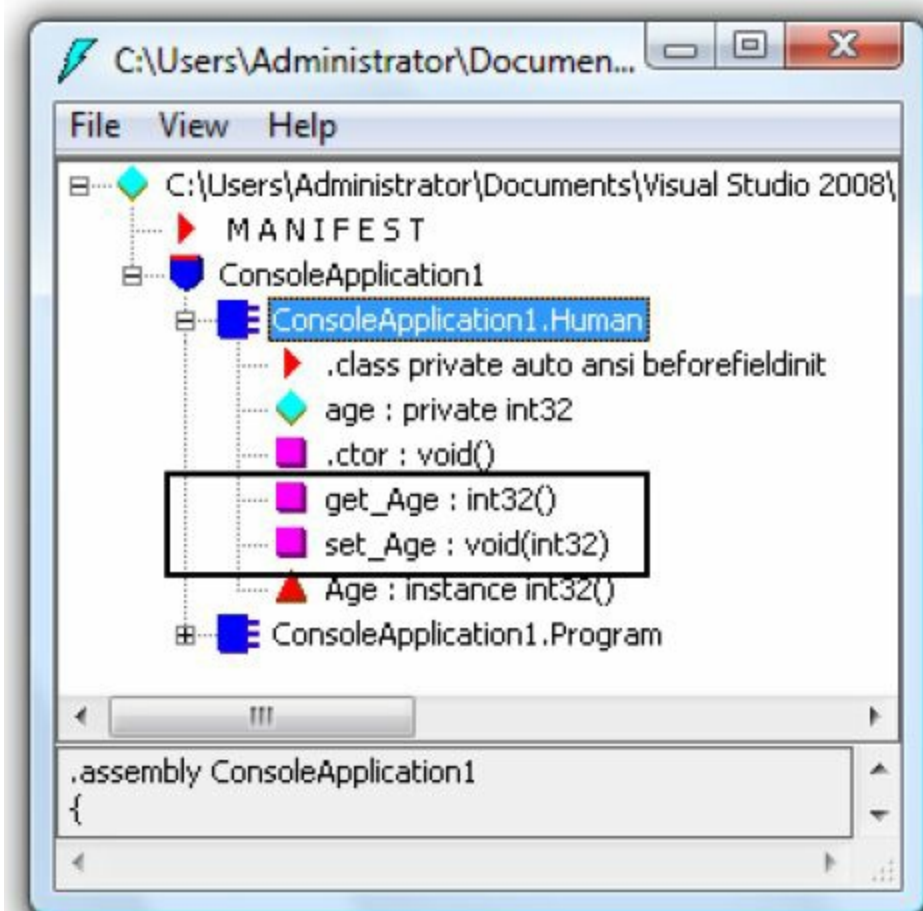 C:\Users\Administrator\Documen...
File View Help
C:\Users\Administrator\Documents\Visual Studio 2008\
M A N I F E S T
ConsoleApplication1
ConsoleApplication1.Human
.class private auto ansi beforefieldinit
age : private int32
.ctor : void()
get_Age : int32()
set_Age : void(int32)
Age : instance int32()
ConsoleApplication1.Program
.assembly ConsoleApplication1
{